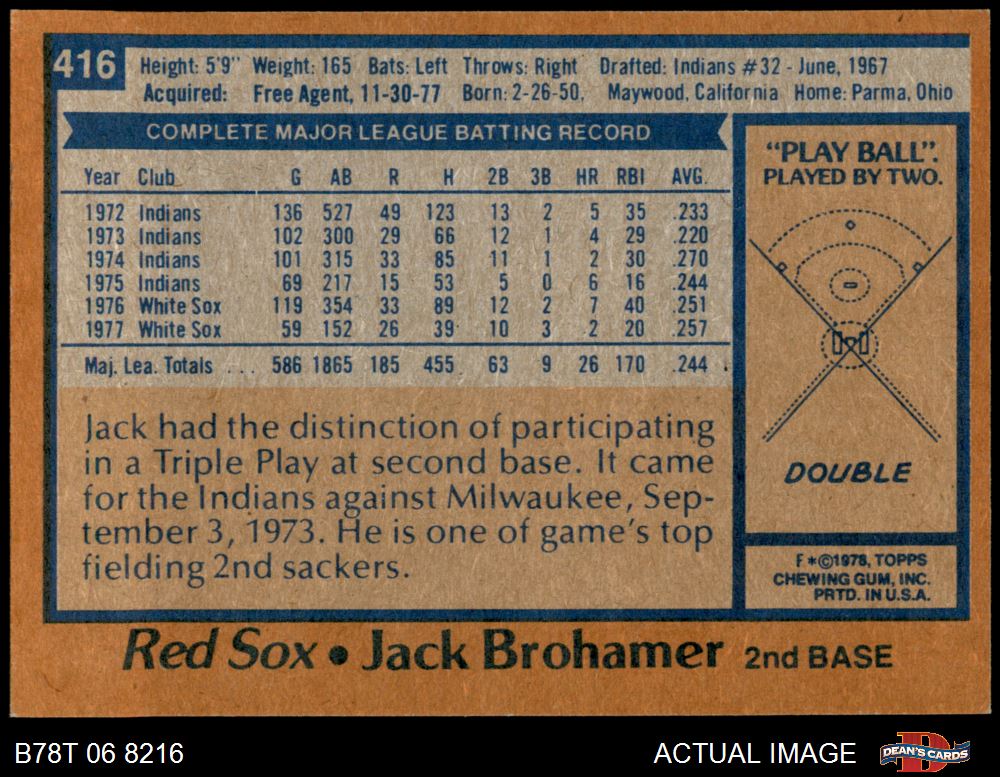 416
Height: 5'9" Weight: 165 Bats: Left Throws: Right Drafted: Indians #32 - June, 1967
Acquired: Free Agent, 11-30-77 Born: 2-26-50, Maywood, California Home: Parma, Ohio
COMPLETE MAJOR LEAGUE BATTING RECORD
Year Club G AB R H 2B 3B HR RBI AVG.
1972 Indians 136 527 49 123 13 2 5 35 .233
1973 Indians 102 300 29 66 12 1 4 29 .220
1974 Indians 101 315 33 85 11 1 2 30 .270
1975 Indians 69 217 15 53 5 0 6 16 .244
1976 White Sox 119 354 33 89 12 2 7 40 .251
1977 White Sox 59 152 26 39 10 3 2 20 .257
Maj. Lea. Totals ... 586 1865 185 455 63 9 26 170 .244
Jack had the distinction of participating
in a Triple Play at second base. It came
for the Indians against Milwaukee, Sep-
tember 3, 1973. He is one of game's top
fielding 2nd sackers.
"PLAY BALL".
PLAYED BY TWO.
DOUBLE
F*©1978, TOPPS
CHEWING GUM, INC.
PRTD. IN U.S.A.
Red Sox • Jack Brohamer 2nd BASE
B78T 06 8216
ACTUAL IMAGE
D
DEAN'S CARDS